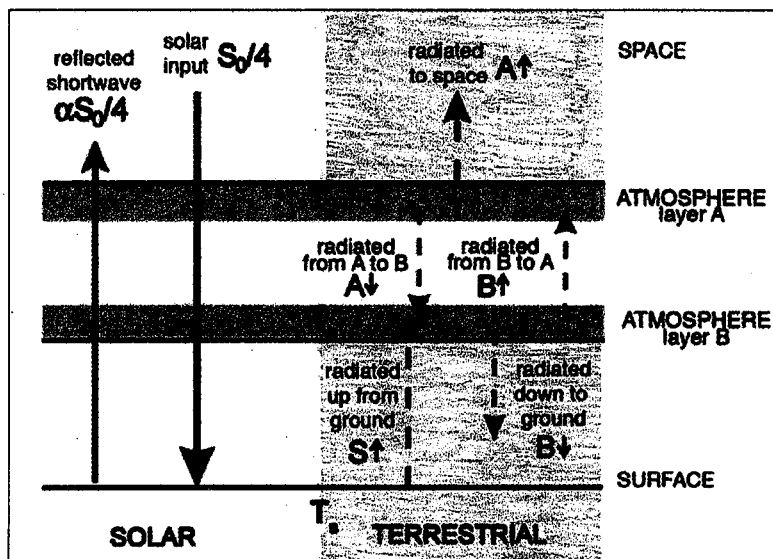 reflected
shortwave
αS₀/4
solar
input S₀/4
radiated
to space A↑
SPACE
ATMOSPHERE
layer A
radiated
from A to B
A↓
radiated
from B to A
B↑
ATMOSPHERE
layer B
radiated
up from
ground
S↑
radiated
down to
ground
B↓
SURFACE
SOLAR
Tₛ
TERRESTRIAL